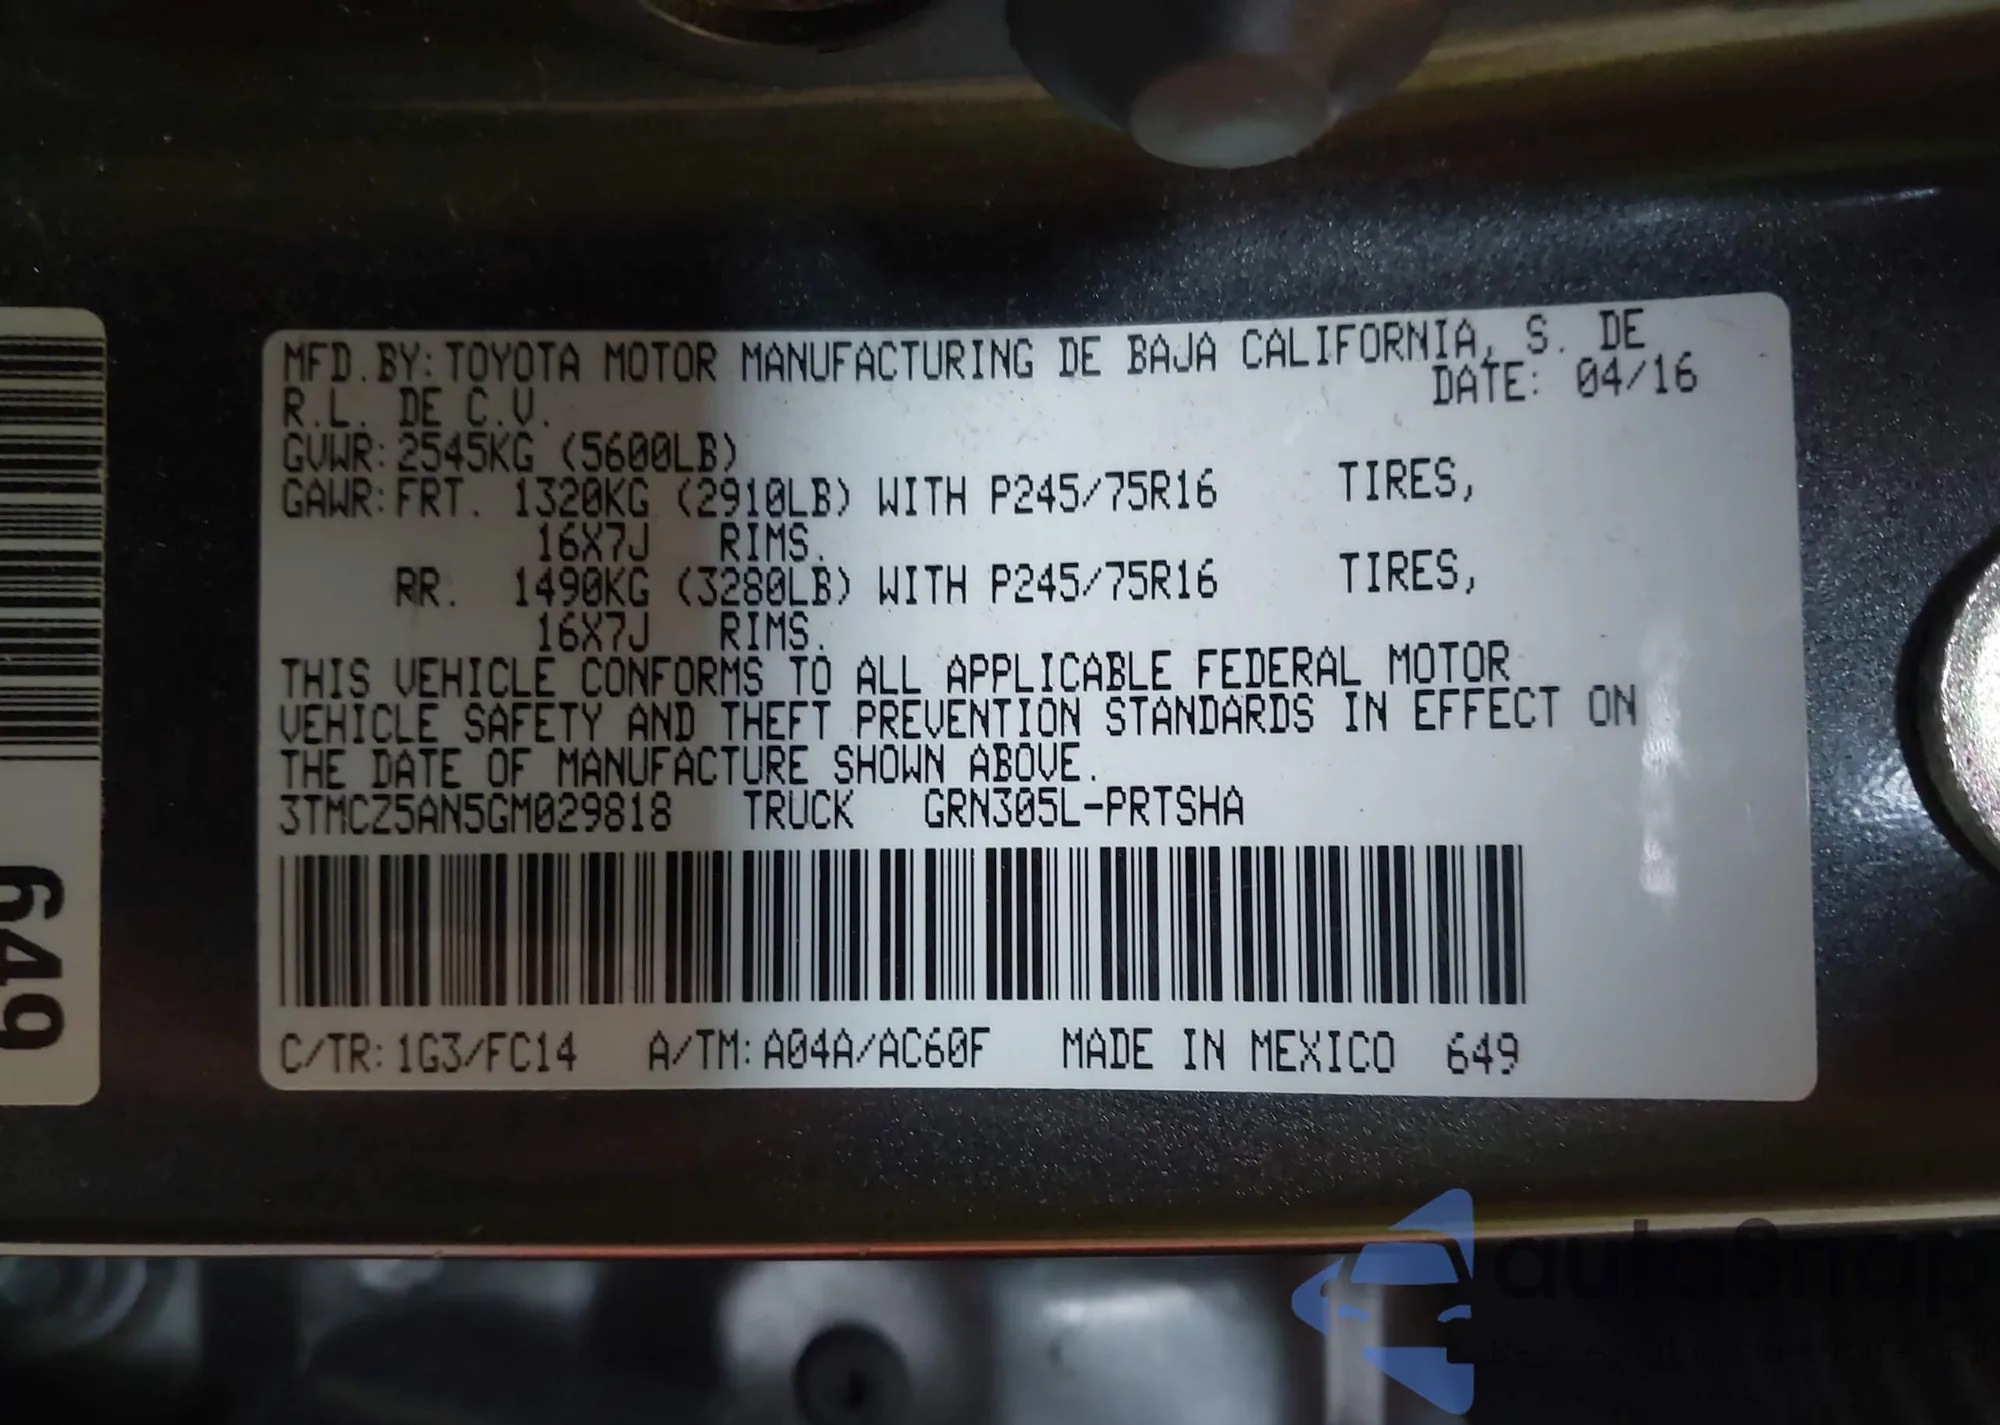 MFD.BY:TOYOTA MOTOR MANUFACTURING DE BAJA CALIFORNIA, S. DE
R.L. DE C.V. DATE: 04/16
GVWR:2545KG (5600LB)
GAWR:FRT. 1320KG (2910LB) WITH P245/75R16 TIRES,
16X7J RIMS.
RR. 1490KG (3280LB) WITH P245/75R16 TIRES,
16X7J RIMS.
THIS VEHICLE CONFORMS TO ALL APPLICABLE FEDERAL MOTOR
VEHICLE SAFETY AND THEFT PREVENTION STANDARDS IN EFFECT ON
THE DATE OF MANUFACTURE SHOWN ABOVE.
3TMCZ5AN5GM029818 TRUCK GRN305L-PRTSHA
C/TR:1G3/FC14 A/TM:A04A/AC60F MADE IN MEXICO 649
649